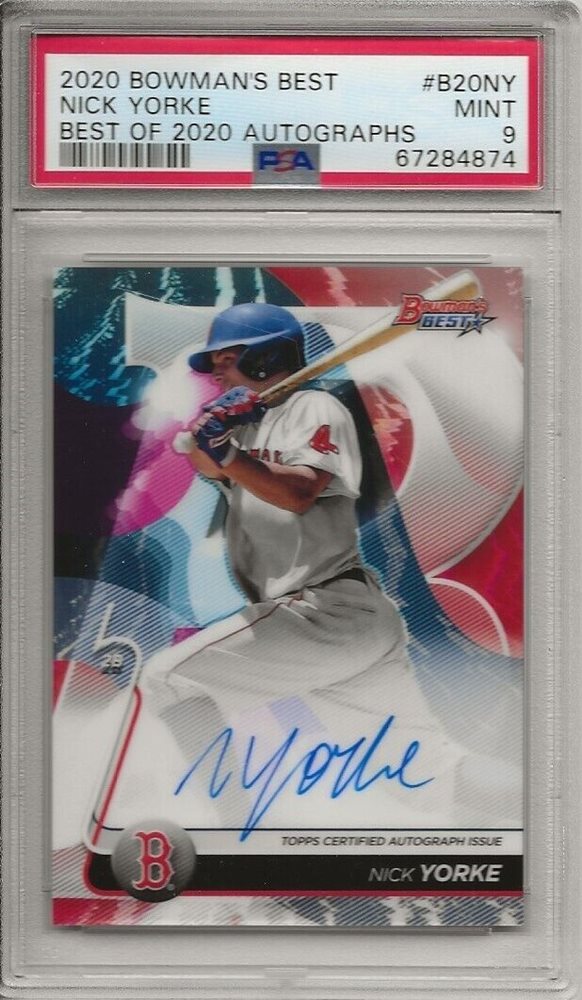 2020 BOWMAN'S BEST #B20NY
NICK YORKE MINT
BEST OF 2020 AUTOGRAPHS 9
PSA 67284874
Bowman's
BEST
N Yorke
TOPPS CERTIFIED AUTOGRAPH ISSUE
B
NICK YORKE